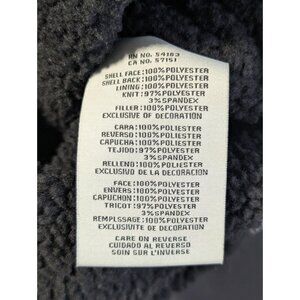 RN NO. 54163
CA NO. 57151
SHELL FACE:100%POLYESTER
SHELL BACK:100%POLYESTER
LINING:100%POLYESTER
KNIT:97%POLYESTER
3%SPANDEX
FILLER:100%POLYESTER
EXCLUSIVE OF DECORATION
CARA:100%POLIESTER
REVERSO:100%POLIESTER
CAPUCHA:100%POLIESTER
TEJIDO:97%POLIESTER
3%SPANDEX
RELLENO:100%POLIESTER
EXCLUSIVO DE LA DECORACION
FACE:100%POLYESTER
ENVERS:100%POLYESTER
CAPUCHON:100%POLYESTER
TRICOT:97%POLYESTER
3%SPANDEX
REMPLSSAGE:100%POLYESTER
EXCLUSIVITE DE DECORATION
CARE ON REVERSE
CUIDADO AL REVERSO
SOIN SUR L'INVERSE